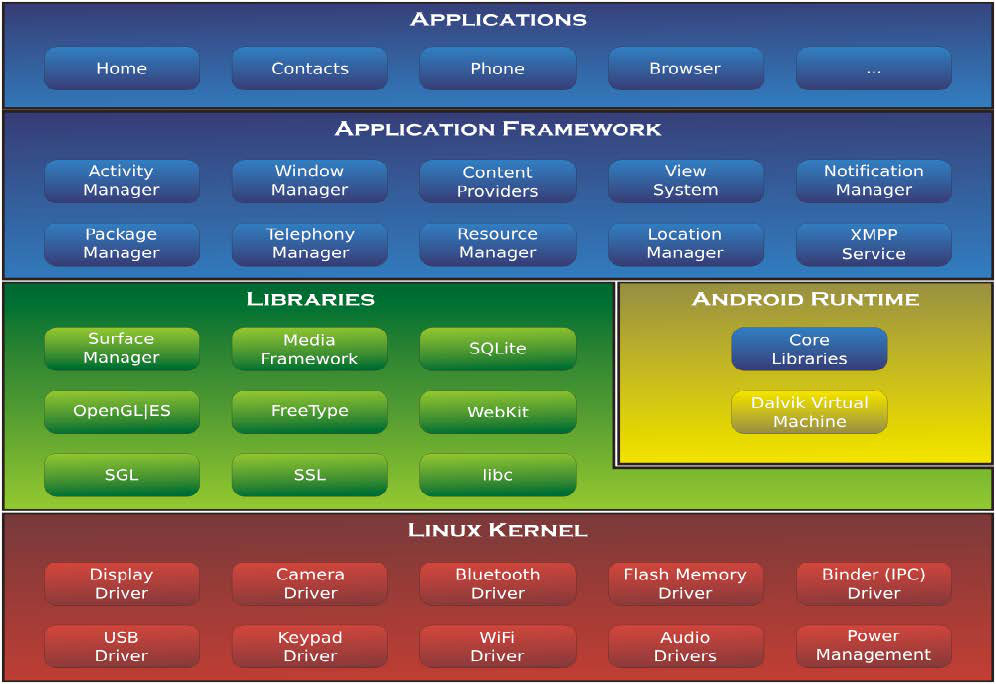 APPLICATIONS
Home
Contacts
Phone
Browser
...
APPLICATION FRAMEWORK
Activity
Manager
Window
Manager
Content
Providers
View
System
Notification
Manager
Package
Manager
Telephony
Manager
Resource
Manager
Location
Manager
XMPP
Service
LIBRARIES
Surface
Manager
Media
Framework
SQLite
OpenGL|ES
FreeType
WebKit
SGL
SSL
libc
ANDROID RUNTIME
Core
Libraries
Dalvik Virtual
Machine
LINUX KERNEL
Display
Driver
Camera
Driver
Bluetooth
Driver
Flash Memory
Driver
Binder (IPC)
Driver
USB
Driver
Keypad
Driver
WiFi
Driver
Audio
Drivers
Power
Management